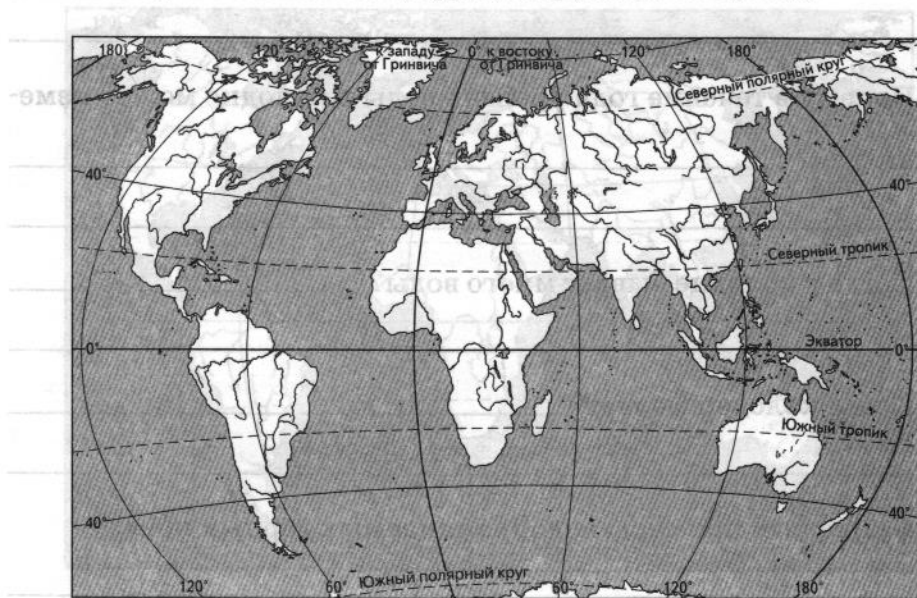 180° 120° к западу от Гринвича 0° к востоку от Гринвича 120° 180°
Северный полярный круг
40° 40°
Северный тропик
Экватор
0° 0°
Южный тропик
40° 40°
Южный полярный круг
120° 60° 60° 120° 180°